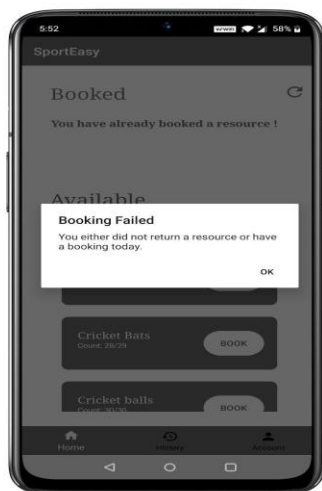 5:52
58%
SportEasy
Booked
You have already booked a resource !
Available
Booking Failed
You either did not return a resource or have
a booking today.
OK
Cricket Bats
Count: 28/29
BOOK
Cricket balls
Count: 30/30
BOOK
Home
History
Account